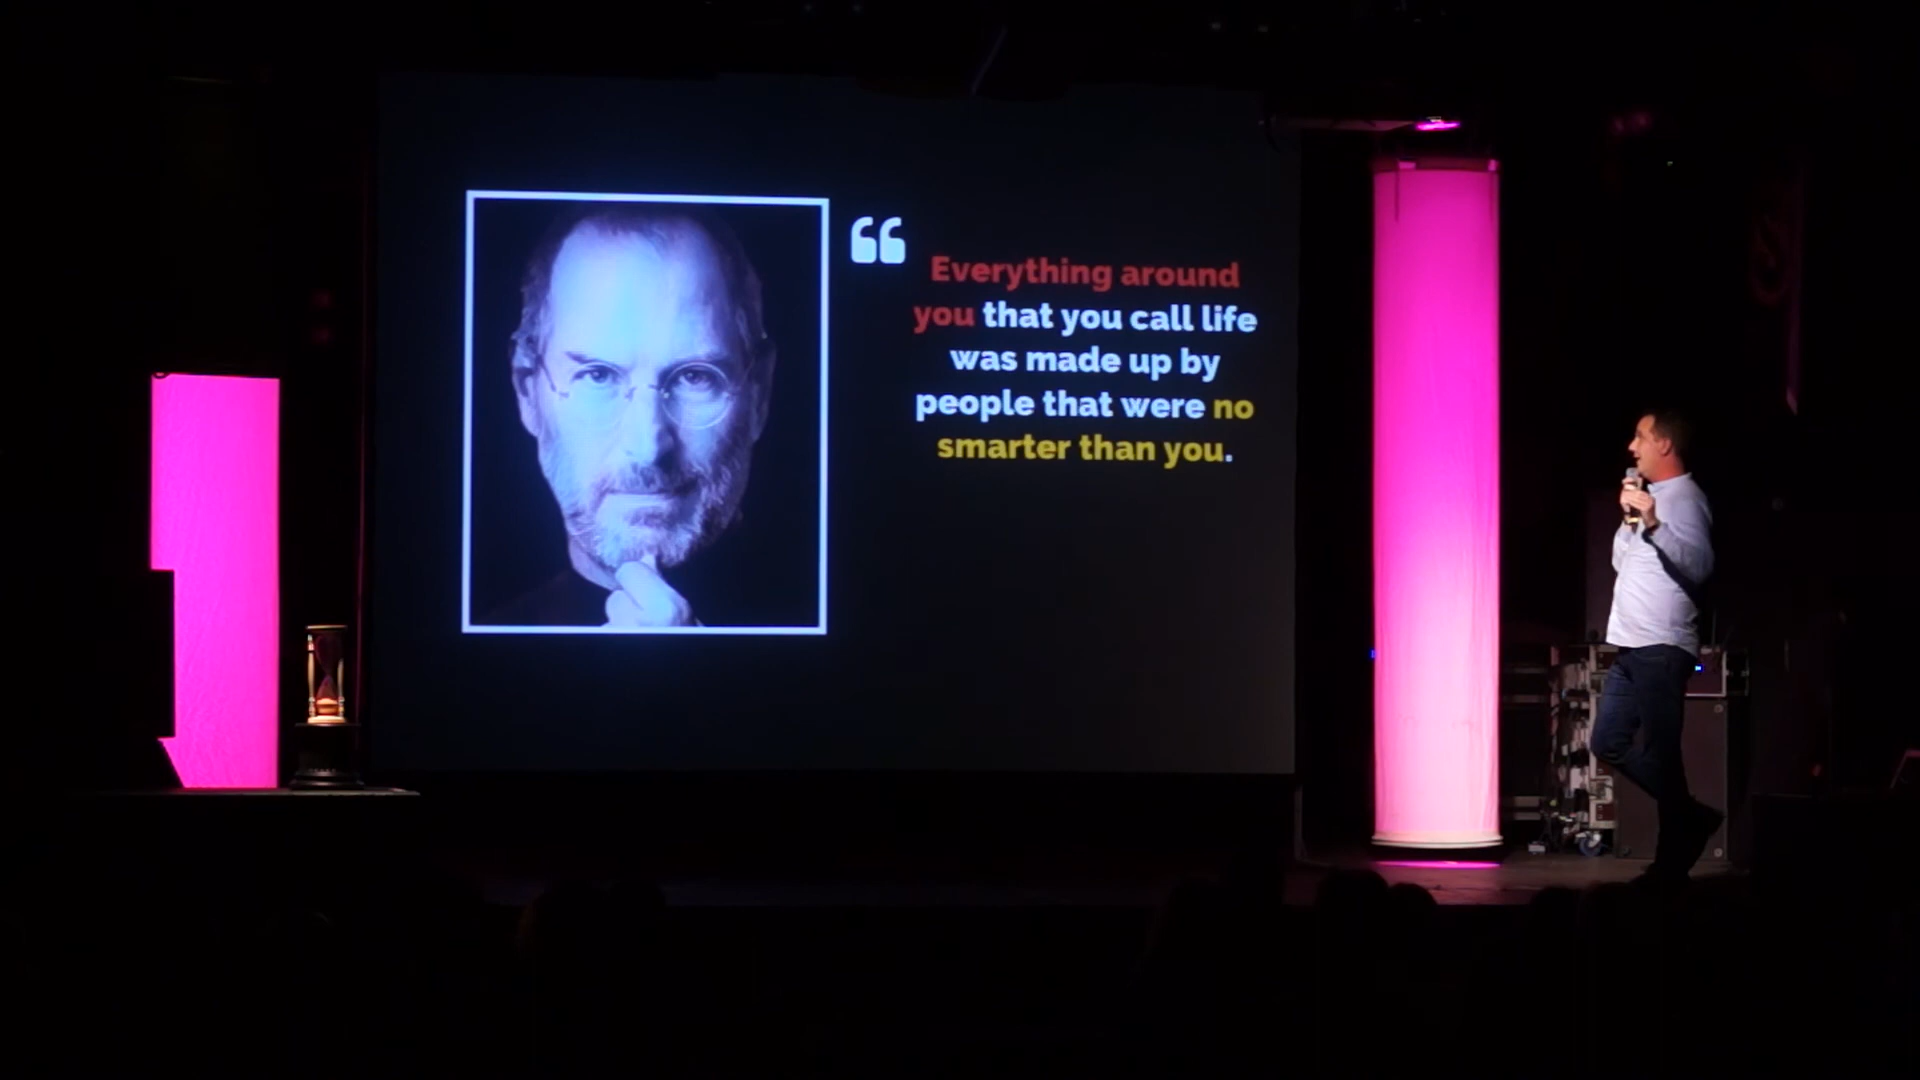 “
Everything around
you that you call life
was made up by
people that were no
smarter than you.